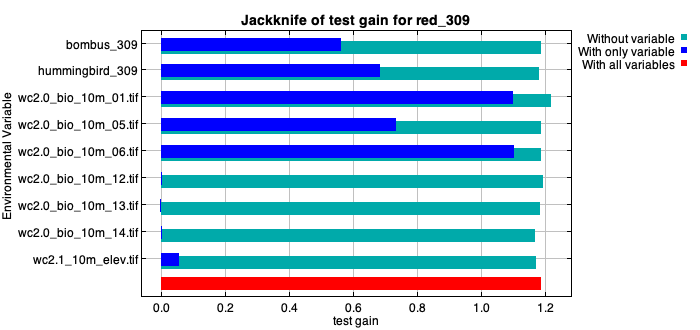 Jackknife of test gain for red_309
Without variable
With only variable
With all variables
Environmental Variable
bombus_309
hummingbird_309
wc2.0_bio_10m_01.tif
wc2.0_bio_10m_05.tif
wc2.0_bio_10m_06.tif
wc2.0_bio_10m_12.tif
wc2.0_bio_10m_13.tif
wc2.0_bio_10m_14.tif
wc2.1_10m_elev.tif
0.0 0.2 0.4 0.6 0.8 1.0 1.2
test gain